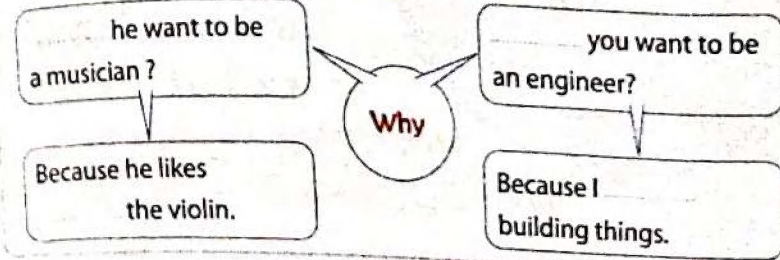 ............ he want to be
a musician ?
Because he likes
the violin.
Why
............ you want to be
an engineer?
Because I ............
building things.